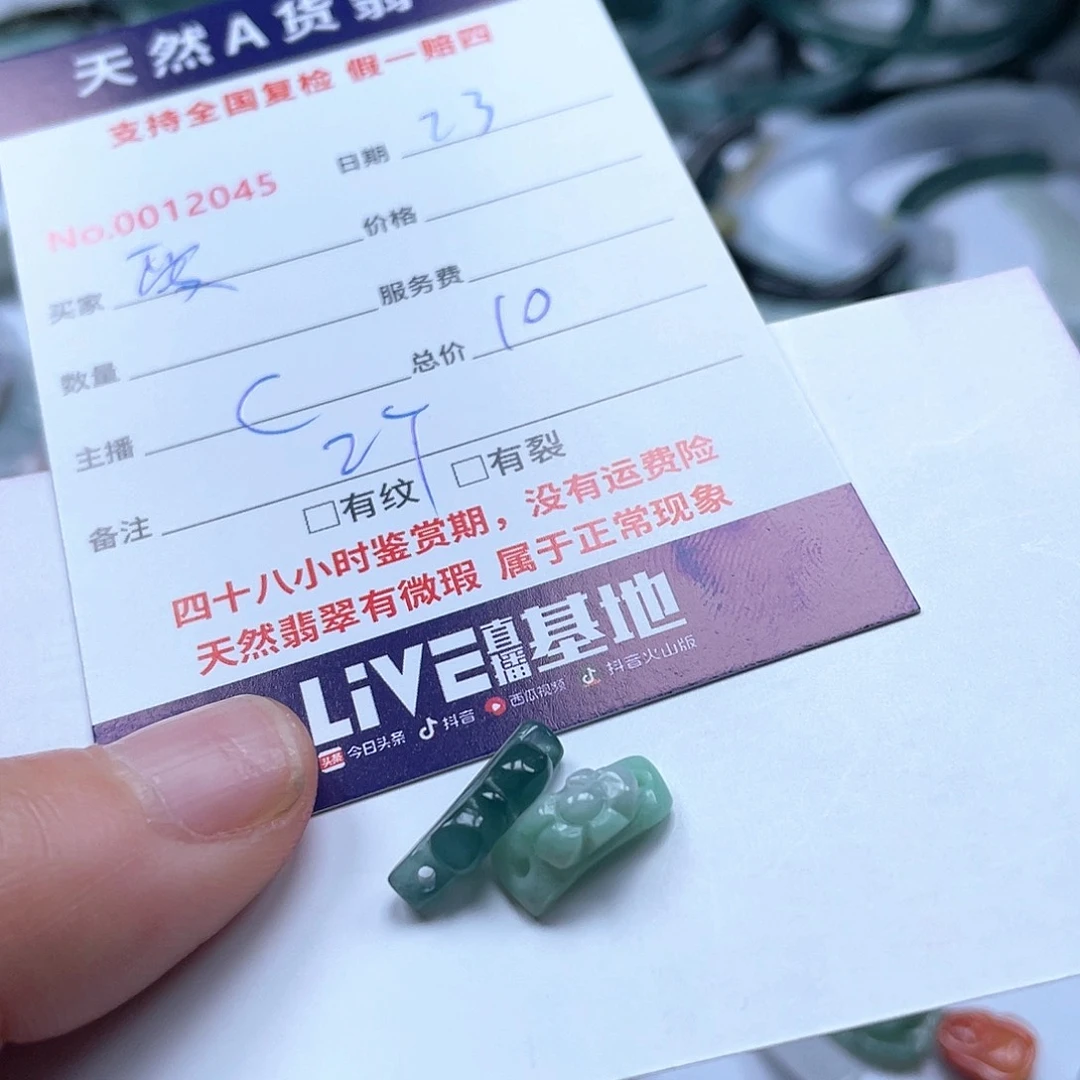 天然A货翡
支持全国复检 假一赔四
No.0012045 日期 23
买家 价格
数量 服务费
主播 C 总价 10
备注 27
□有纹 □有裂
四十八小时鉴赏期，没有运费险
天然翡翠有微瑕 属于正常现象
LiVE直播基地
头条 今日头条 抖音 西瓜视频 抖音火山版